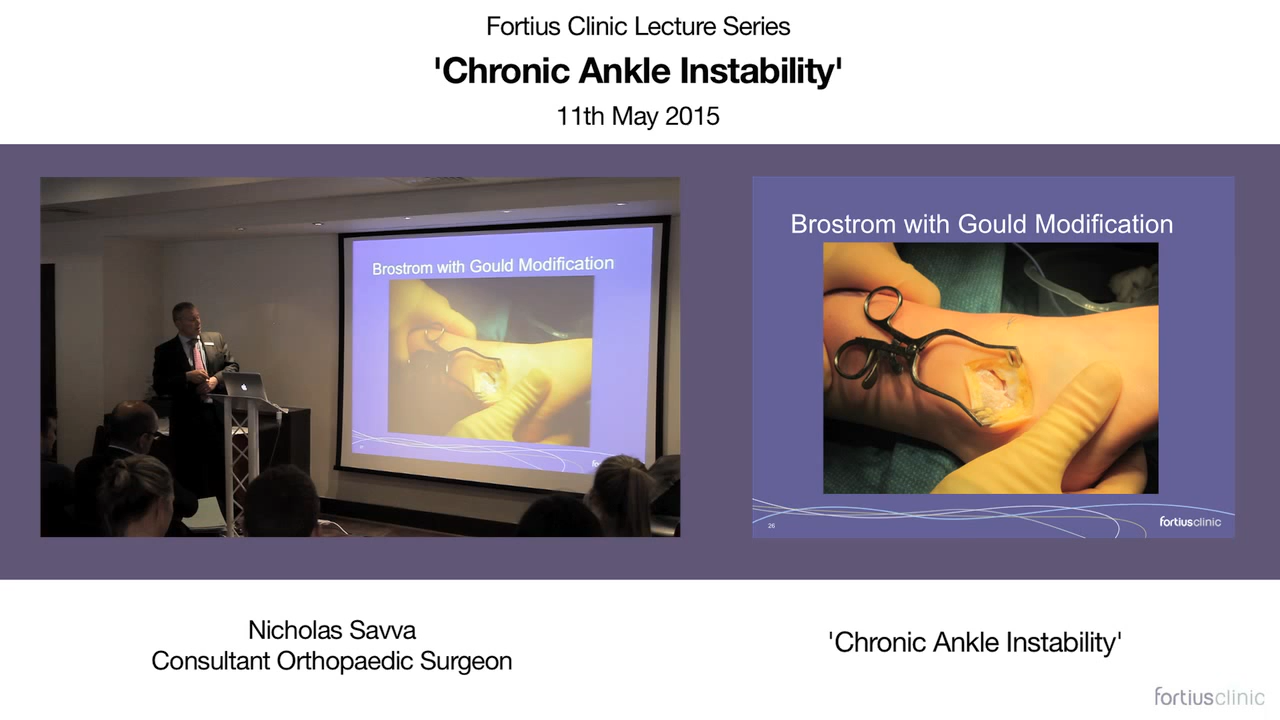 Fortius Clinic Lecture Series
'Chronic Ankle Instability'
11th May 2015
Brostrom with Gould Modification
Brostrom with Gould Modification
26
fortiusclinic
Nicholas Savva
Consultant Orthopaedic Surgeon
'Chronic Ankle Instability'
fortiusclinic